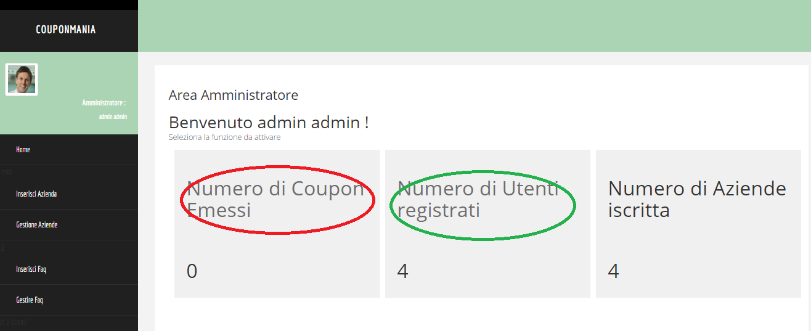 COUPONMANIA
Amministratore :
admin admin
Home
Inserisci Azienda
Gestione Aziende
Inserisci Faq
Gestire Faq
Area Amministratore
Benvenuto admin admin !
Seleziona la funzione da attivare
Numero di Coupon
Emessi
0
Numero di Utenti
registrati
4
Numero di Aziende
iscritta
4